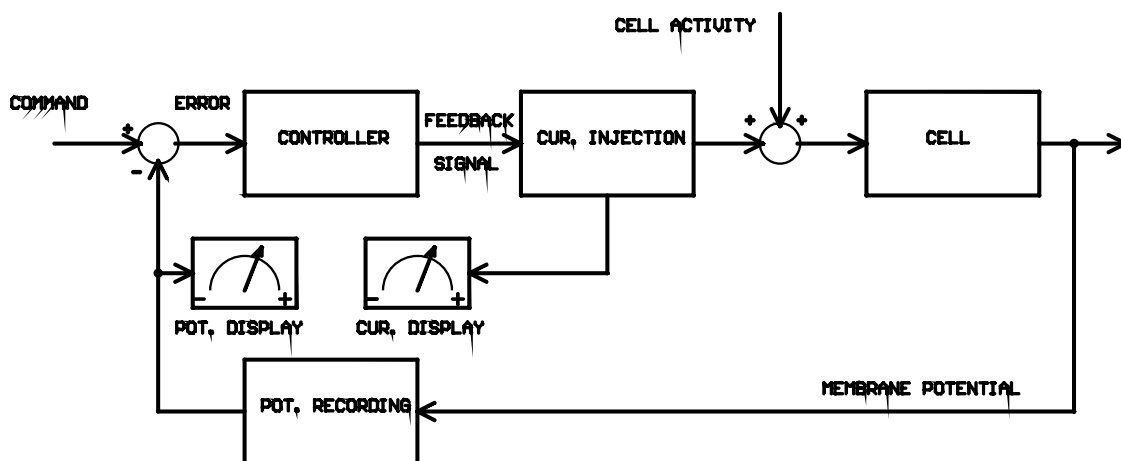 CELL ACTIVITY
COMMAND
ERROR
+
-
CONTROLLER
FEEDBACK
SIGNAL
CUR. INJECTION
+
+
CELL
-
+
POT. DISPLAY
-
+
CUR. DISPLAY
POT. RECORDING
MEMBRANE POTENTIAL